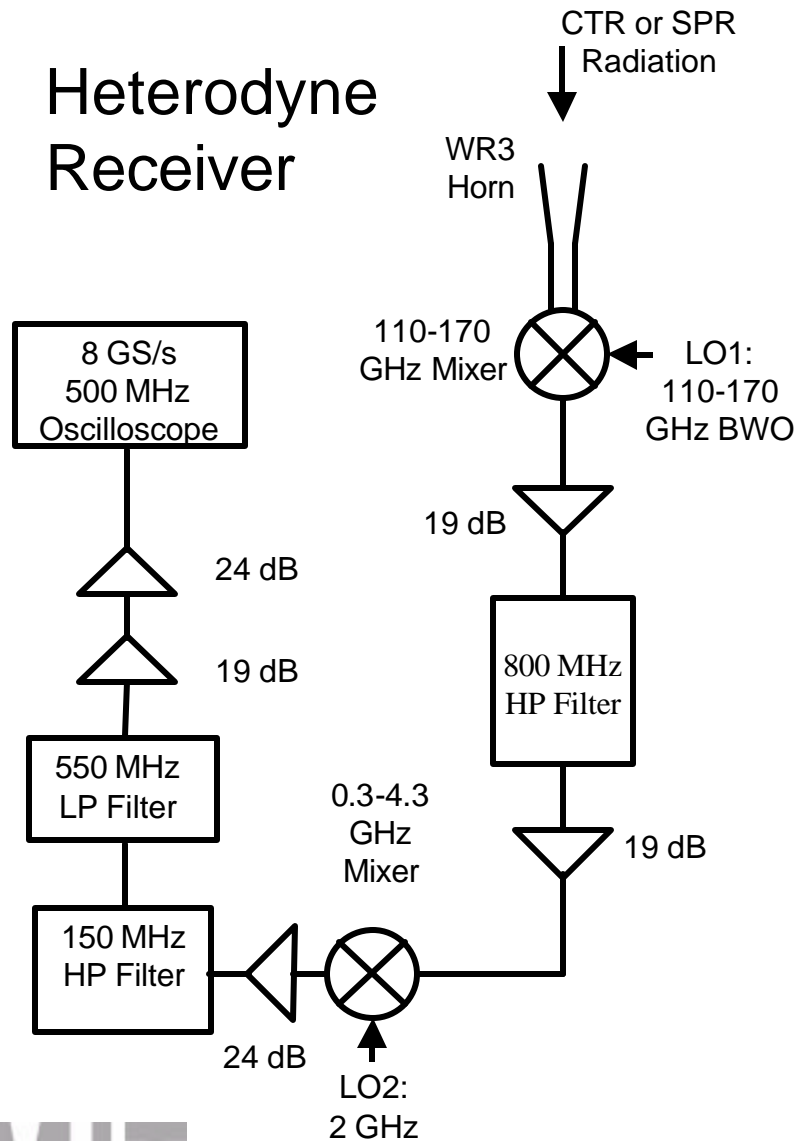 Heterodyne
Receiver
CTR or SPR
Radiation
WR3
Horn
110-170
GHz Mixer
LO1:
110-170
GHz BWO
19 dB
800 MHz
HP Filter
19 dB
0.3-4.3
GHz
Mixer
LO2:
2 GHz
24 dB
150 MHz
HP Filter
550 MHz
LP Filter
19 dB
24 dB
8 GS/s
500 MHz
Oscilloscope